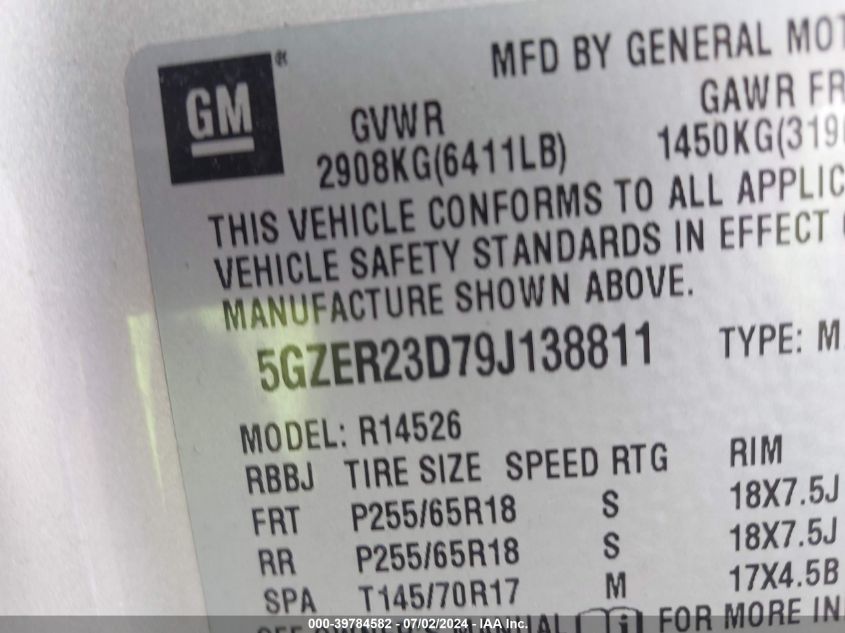 GM ®
MFD BY GENERAL MOT
GVWR GAWR FR
2908KG(6411LB) 1450KG(319
THIS VEHICLE CONFORMS TO ALL APPLIC
VEHICLE SAFETY STANDARDS IN EFFECT
MANUFACTURE SHOWN ABOVE.
5GZER23D79J138811 TYPE: M
MODEL: R14526
RBBJ TIRE SIZE SPEED RTG RIM
FRT P255/65R18 S 18X7.5J
RR P255/65R18 S 18X7.5J
SPA T145/70R17 M 17X4.5B
SEE OWNER'S MANUAL FOR MORE IN
000-39784582 / 07/02/2024 - IAA Inc.